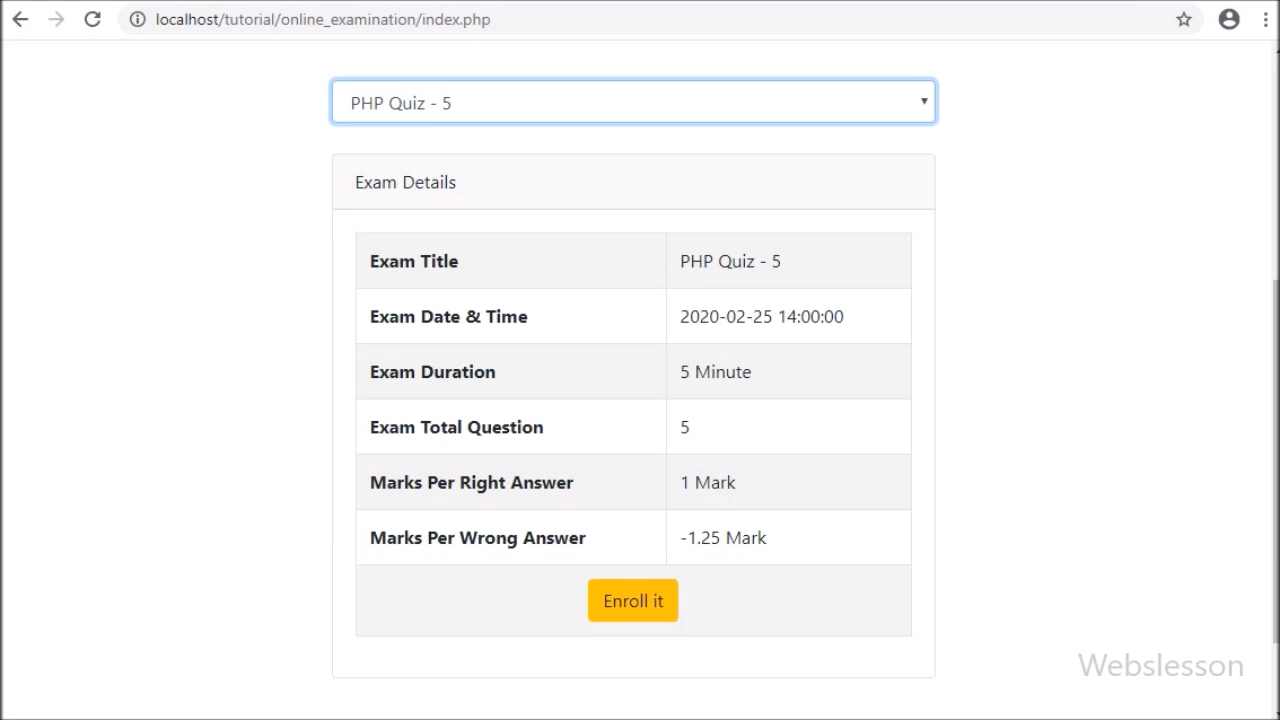 localhost/tutorial/online_examination/index.php
PHP Quiz - 5
Exam Details
Exam Title PHP Quiz - 5
Exam Date & Time 2020-02-25 14:00:00
Exam Duration 5 Minute
Exam Total Question 5
Marks Per Right Answer 1 Mark
Marks Per Wrong Answer -1.25 Mark
Enroll it
Webslesson